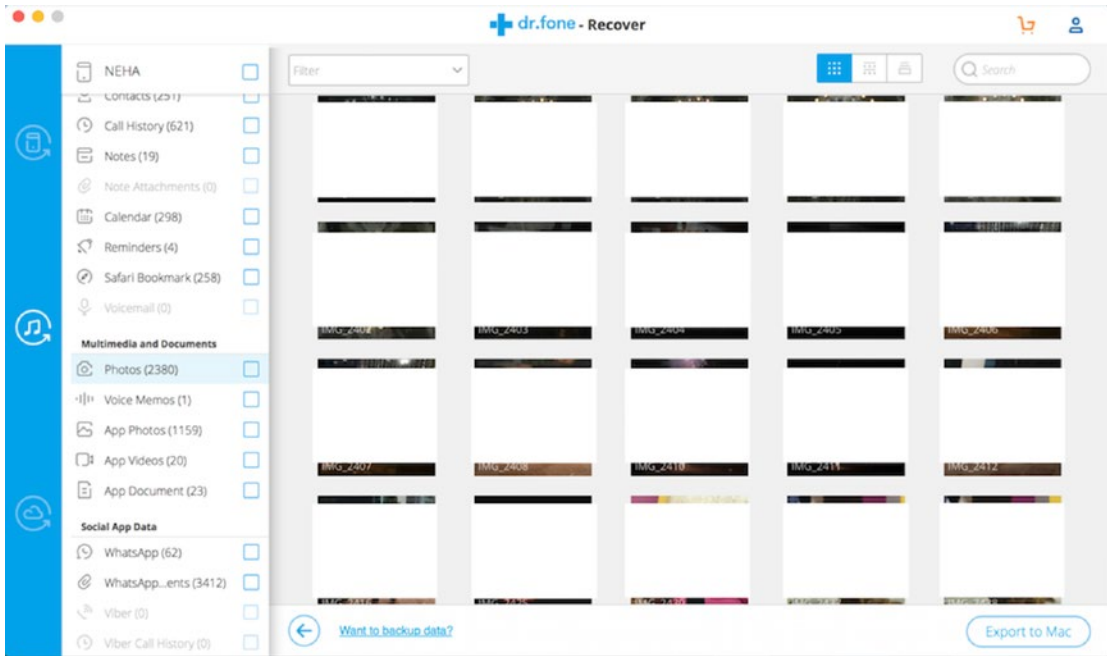 dr.fone - Recover
NEHA
Filter
Search
Contacts (251)
Call History (621)
Notes (19)
Note Attachments (0)
Calendar (298)
Reminders (4)
Safari Bookmark (258)
Voicemail (0)
IMG_2402 IMG_2403 IMG_2404 IMG_2405 IMG_2406
Multimedia and Documents
Photos (2380)
Voice Memos (1)
App Photos (1159)
App Videos (20)
IMG_2407 IMG_2408 IMG_2410 IMG_2411 IMG_2412
App Document (23)
Social App Data
WhatsApp (62)
WhatsApp...ents (3412)
Viber (0)
Viber Call History (0)
Want to backup data?
Export to Mac